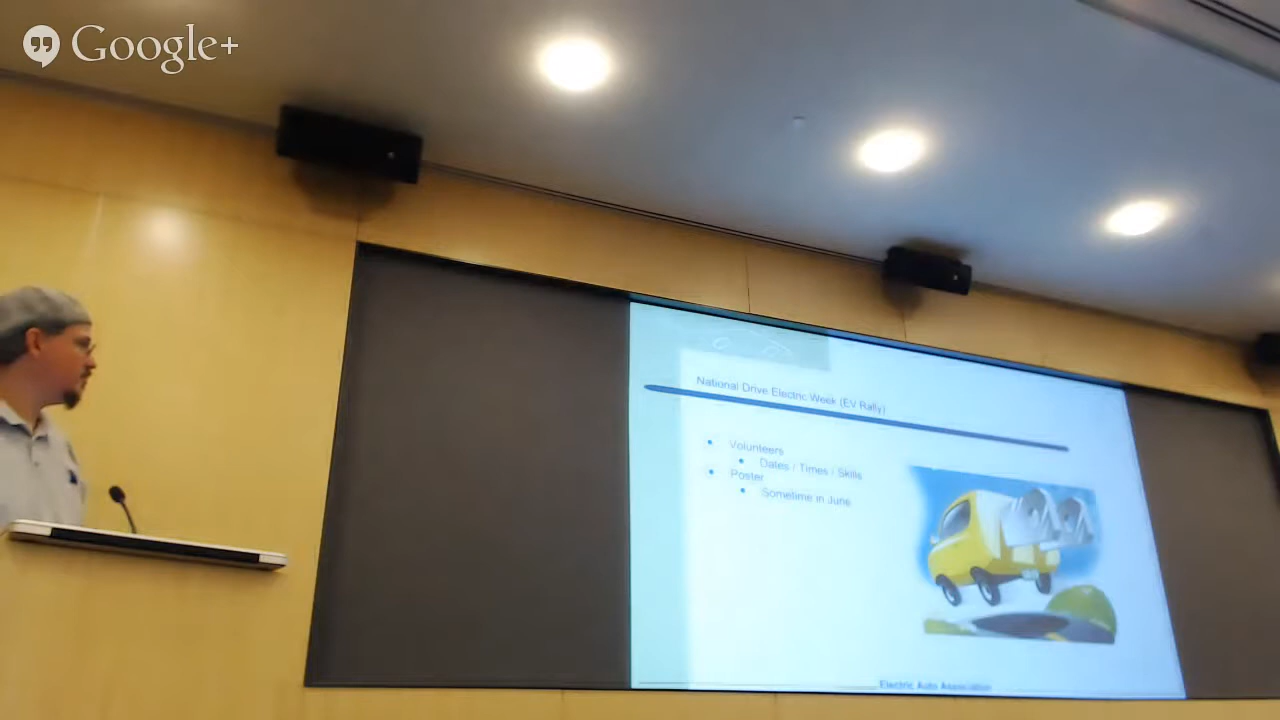 Google+
National Drive Electric Week (EV Rally)
Volunteers
Dates / Times / Skills
Poster
Sometime in June
Electric Auto Association